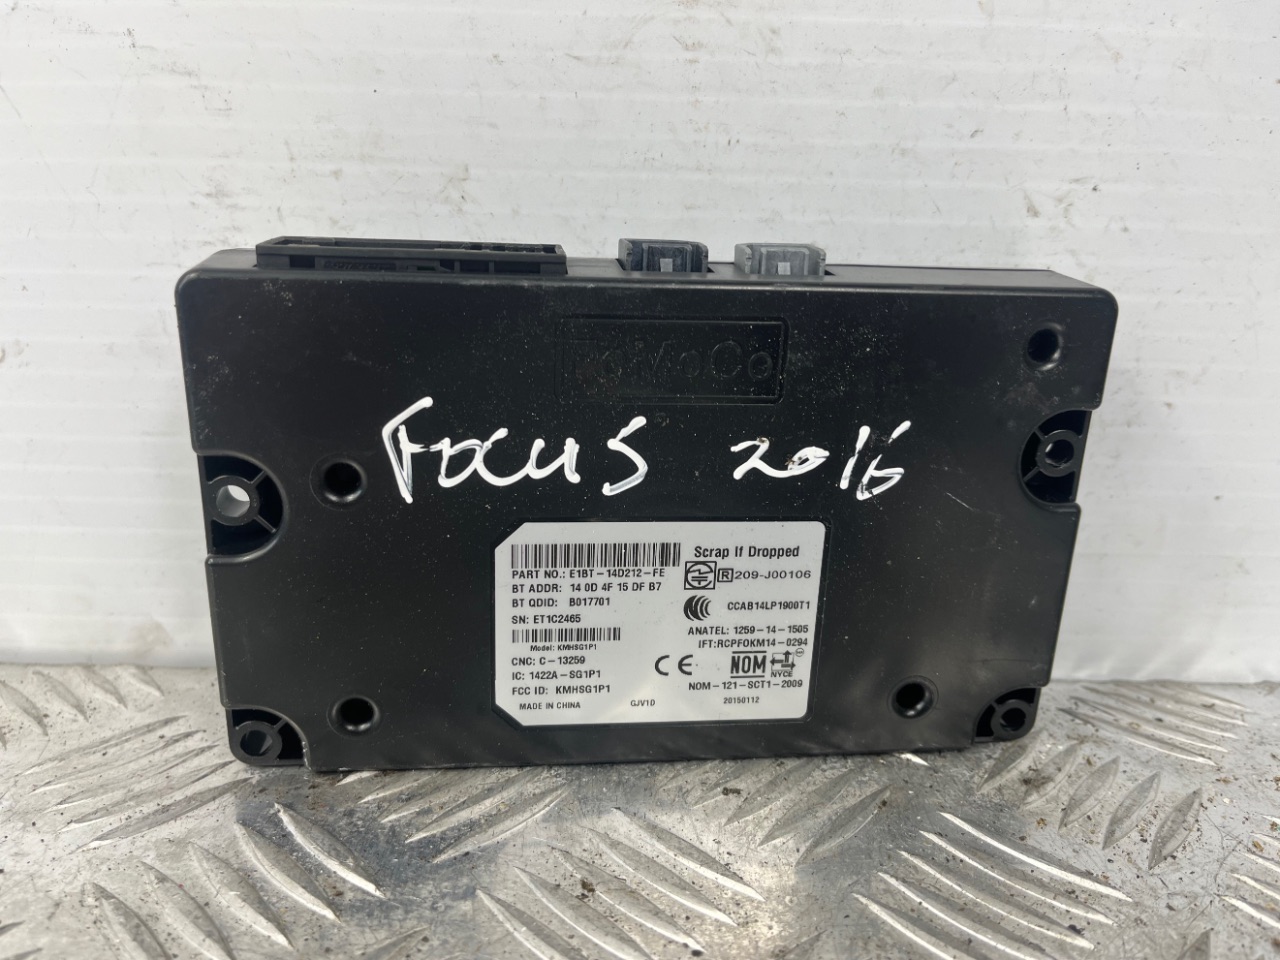 FoMoCo
FOCUS 2016
Scrap If Dropped
PART NO.: E1BT-14D212-FE
R 209-J00106
BT ADDR: 14 0D 4F 15 DF B7
BT QDID: B017701
CCAB14LP1900T1
SN: ET1C2465
ANATEL: 1259-14-1505
Model: KMHSG1P1
IFT:RCPFOKM14-0294
CNC: C-13259
CE
NOM
NYCE
IC: 1422A-SG1P1
NOM-121-SCT1-2009
FCC ID: KMHSG1P1
MADE IN CHINA
GJV1D
20150112